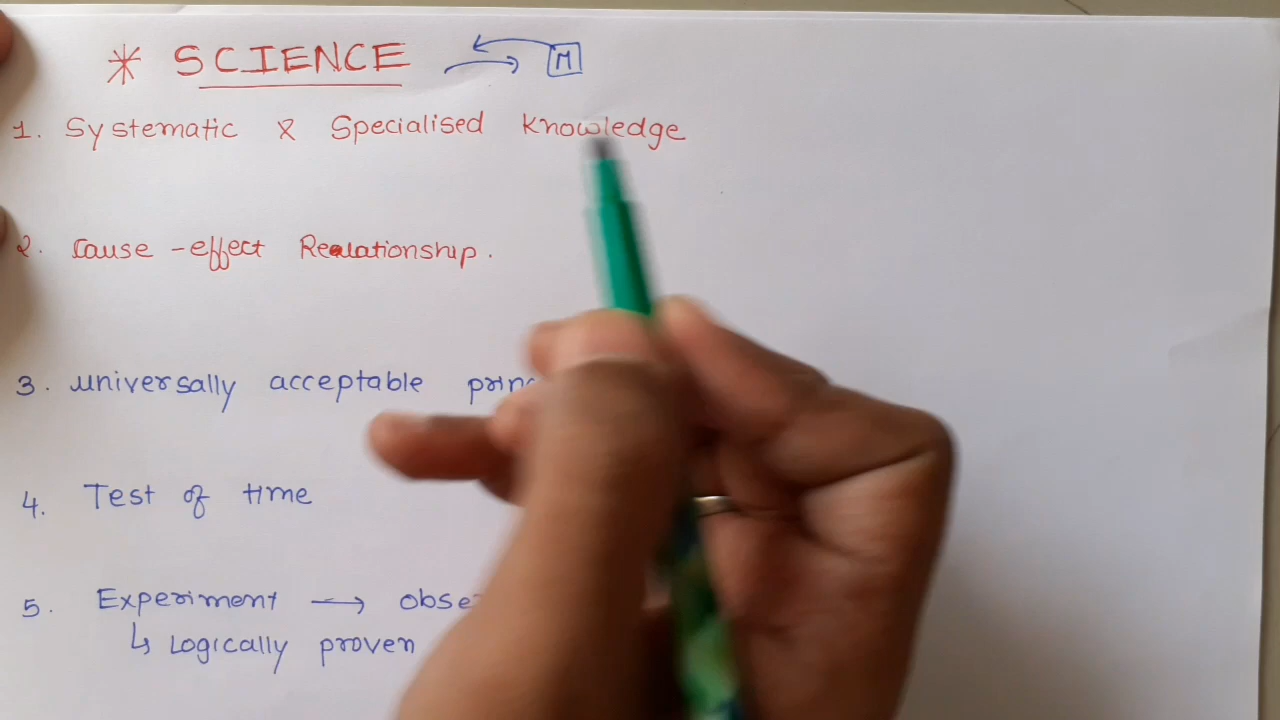 * SCIENCE M
1. Systematic & Specialised Knowledge
2. Cause-effect Realationship.
3. universally acceptable
4. Test of time
5. Experiment →
↳ Logically proven